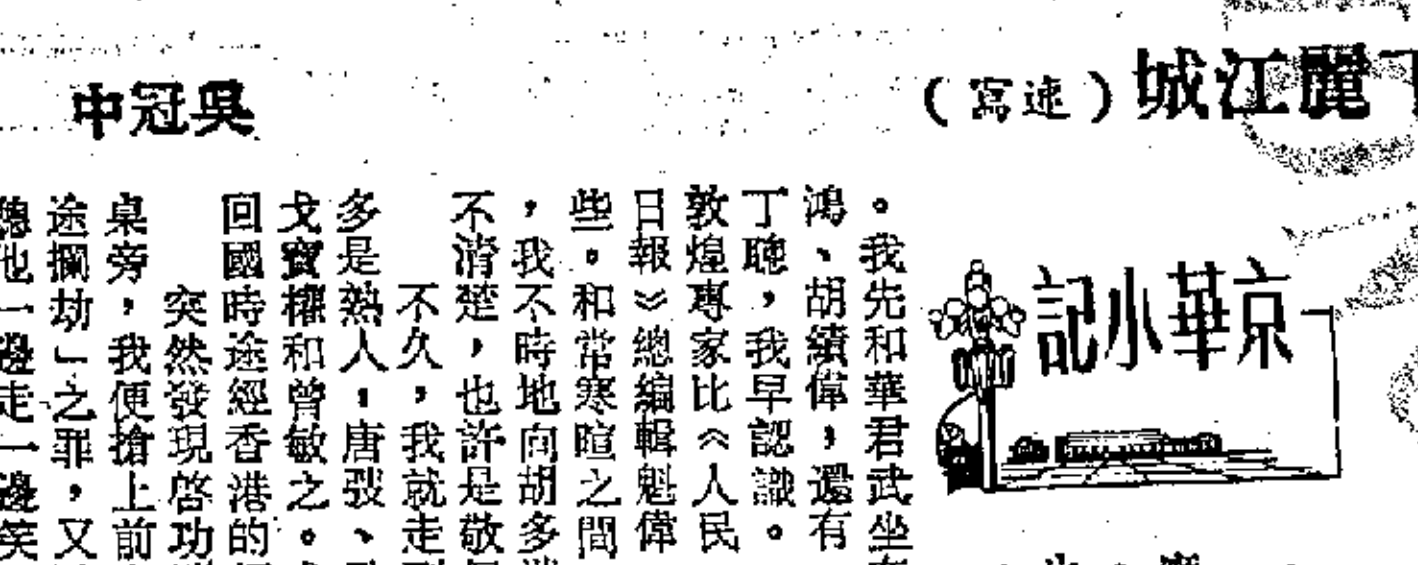 麗江城（速寫）
吳冠中
京華小記
。我先和華君武坐
鴻、胡績偉，還有
丁聰，我早認識。
敦煌專家比《人民
日報》總編輯魁偉
些。和常寒暄之間
，我不時地向胡多
不清楚，也許是敬
不久，我就走
多是熟人，唐弢、
戈寶權和曾敏之。
回國時途經香港的
突然發現啓功
桌旁，我便搶上前
途攔劫」之罪，又
他一邊走一邊笑